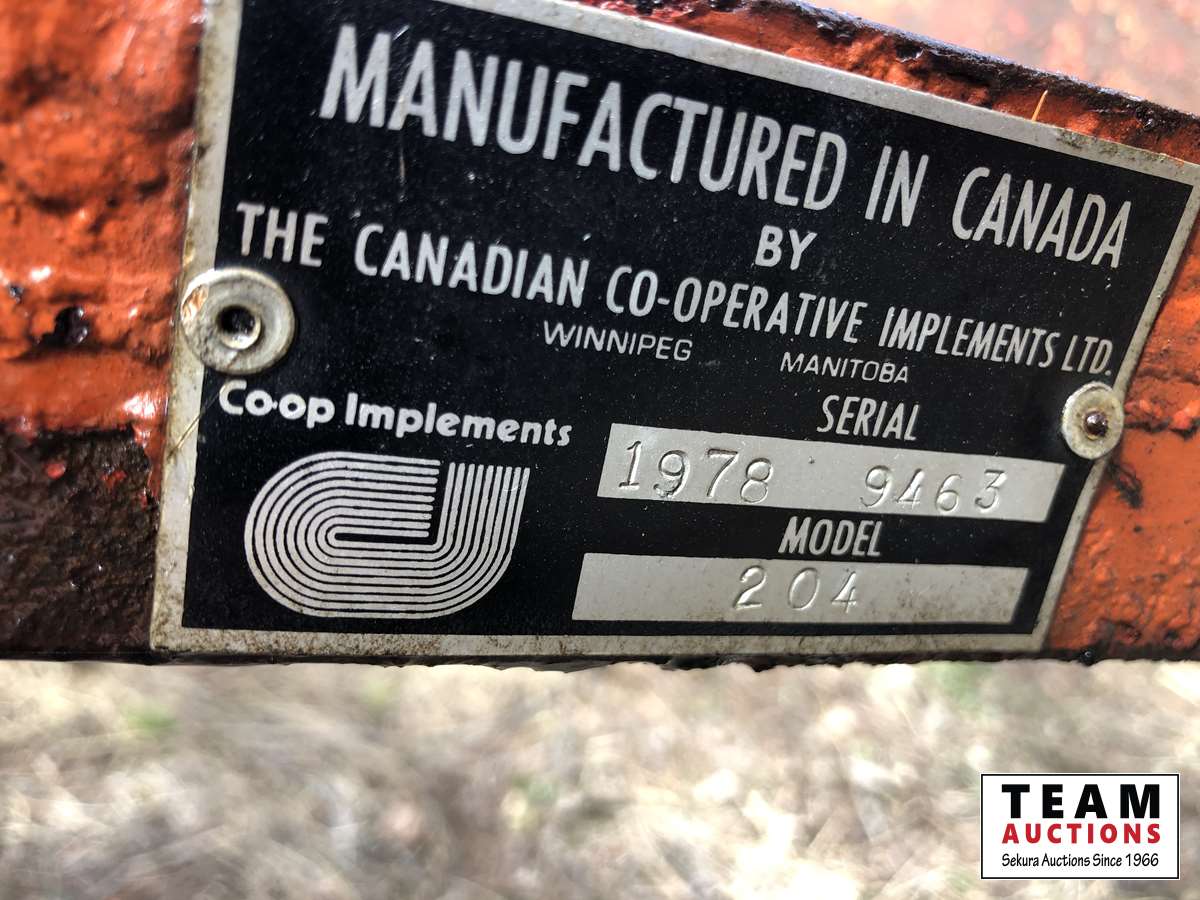 MANUFACTURED IN CANADA
BY
THE CANADIAN CO-OPERATIVE IMPLEMENTS LTD.
WINNIPEG MANITOBA
SERIAL
Co-op Implements
1978 9463
MODEL
204
TEAM
AUCTIONS
Sekura Auctions Since 1966